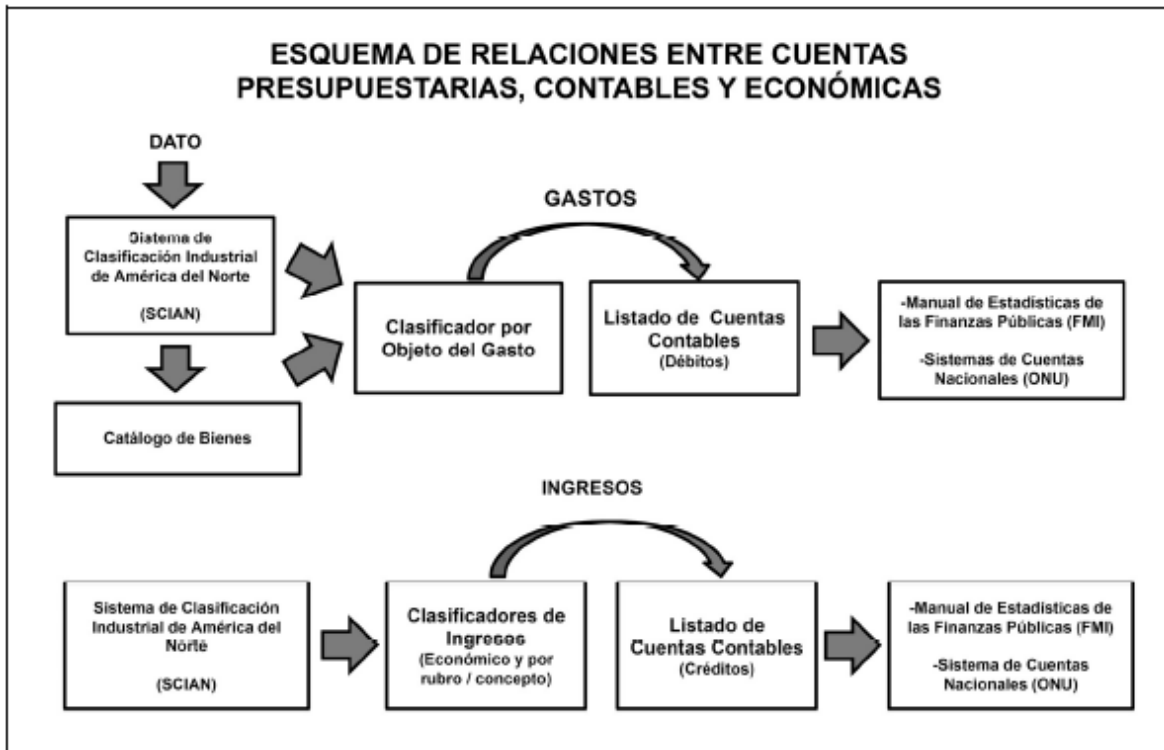 ESQUEMA DE RELACIONES ENTRE CUENTAS
PRESUPUESTARIAS, CONTABLES Y ECONÓMICAS
DATO
GASTOS
Sistema de
Clasificación Industrial
de América del Norte
(SCIAN)
Clasificador por
Objeto del Gasto
Listado de Cuentas
Contables
(Débitos)
-Manual de Estadísticas de
las Finanzas Públicas (FMI)
-Sistemas de Cuentas
Nacionales (ONU)
Catálogo de Bienes
INGRESOS
Sistema de Clasificación
Industrial de América del
Norte
(SCIAN)
Clasificadores de
Ingresos
(Económico y por
rubro / concepto)
Listado de
Cuentas Contables
(Créditos)
-Manual de Estadísticas de
las Finanzas Públicas (FMI)
-Sistema de Cuentas
Nacionales (ONU)